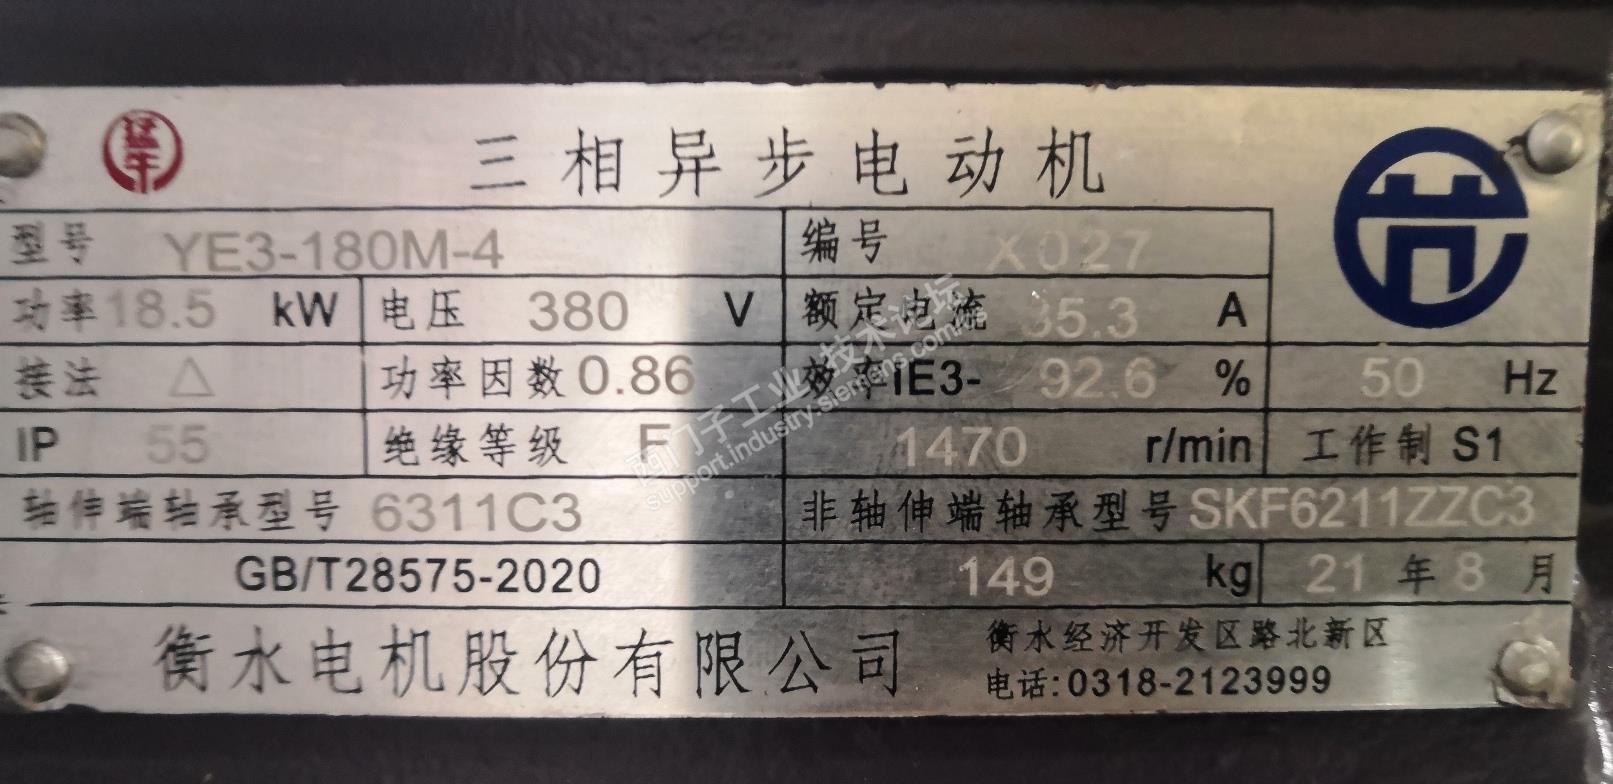 猛牛
三相异步电动机
型号 YE3-180M-4 编号 X027
功率 18.5 kW 电压 380 V 额定电流 35.3 A
接法 △ 功率因数 0.86 效率IE3- 92.6 % 50 Hz
IP 55 绝缘等级 F 1470 r/min 工作制 S1
轴伸端轴承型号 6311C3 非轴伸端轴承型号 SKF6211ZZC3
GB/T28575-2020 149 kg 21 年 8 月
衡水电机股份有限公司
衡水经济开发区路北新区
电话:0318-2123999
西门子工业技术论坛
support.industry.siemens.com/cs